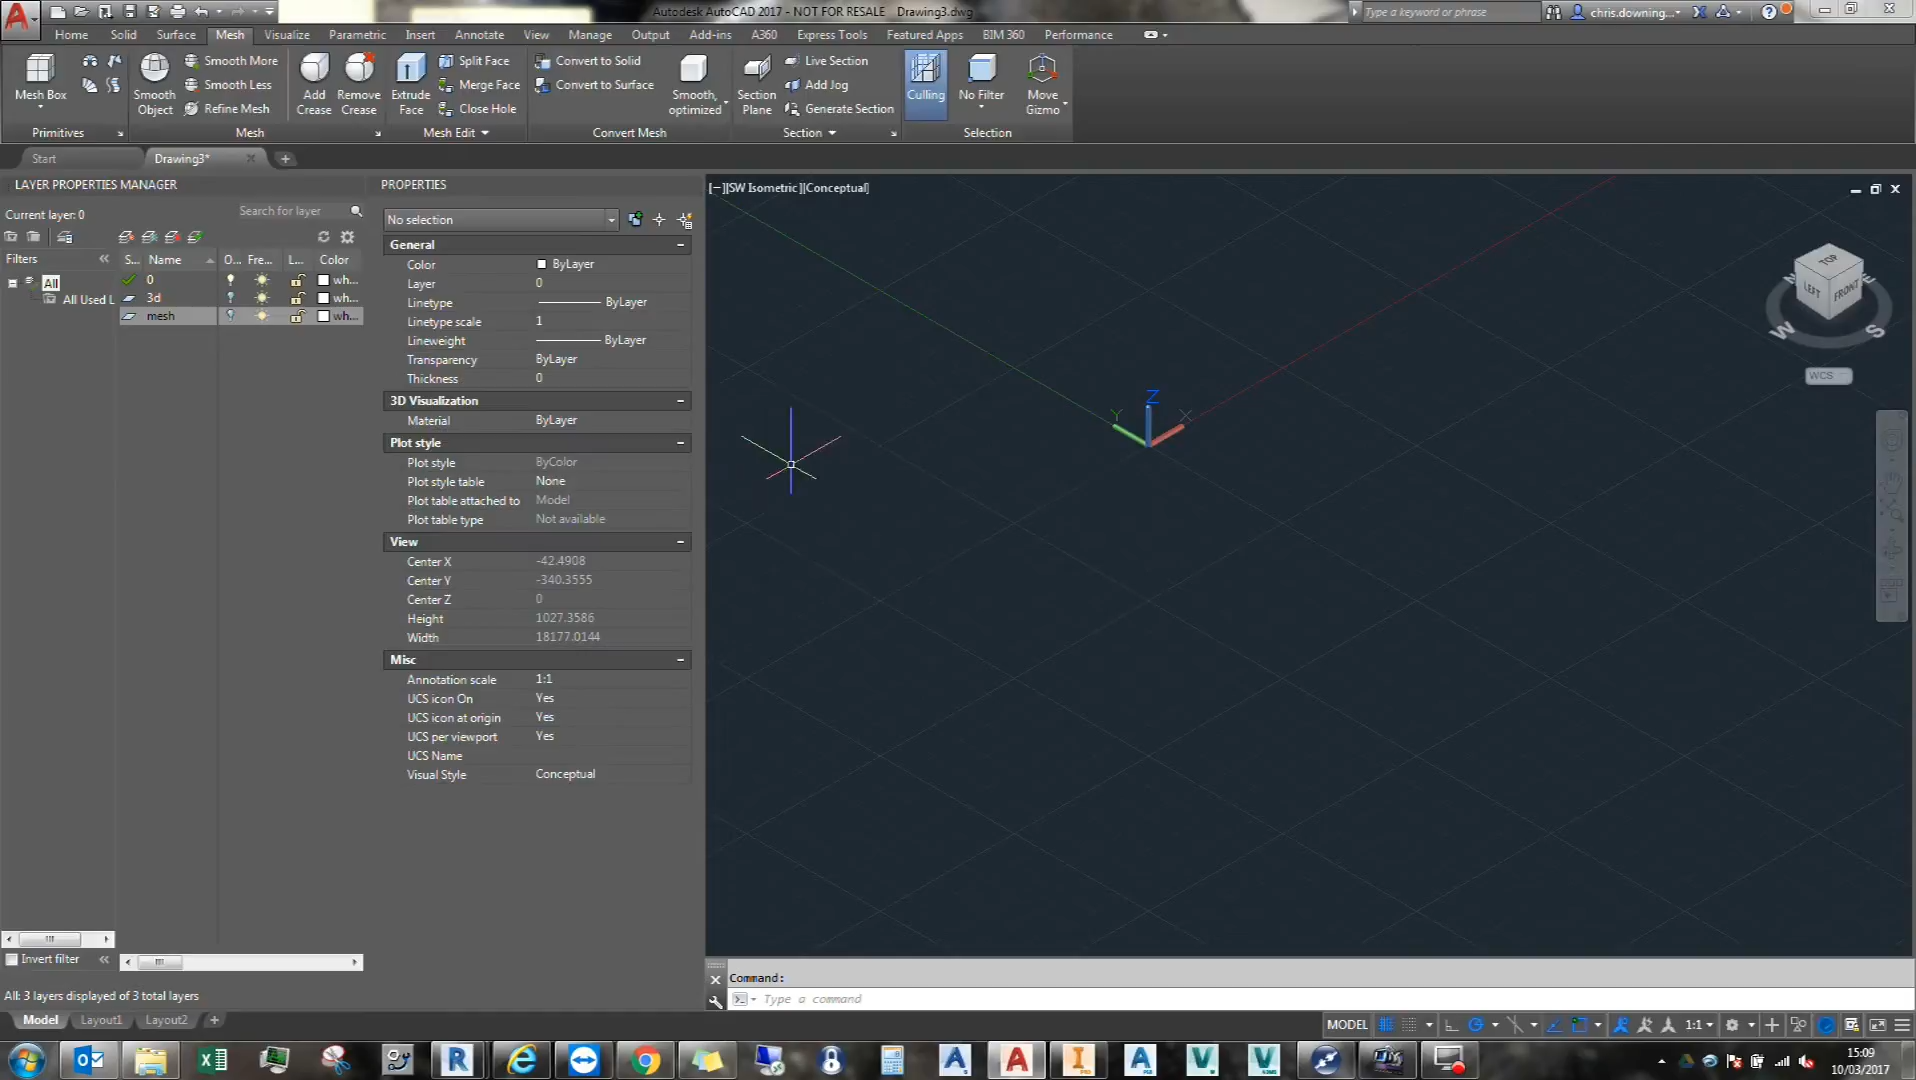 Autodesk AutoCAD 2017 - NOT FOR RESALE   Drawing3.dwg
Type a keyword or phrase
chris.downing...
Home Solid Surface Mesh Visualize Parametric Insert Annotate View Manage Output Add-ins A360 Express Tools Featured Apps BIM 360 Performance
Mesh Box
Smooth Object
Smooth More
Smooth Less
Refine Mesh
Add Crease
Remove Crease
Extrude Face
Split Face
Merge Face
Close Hole
Convert to Solid
Convert to Surface
Smooth, optimized
Section Plane
Live Section
Add Jog
Generate Section
Culling
No Filter
Move Gizmo
Primitives
Mesh
Mesh Edit
Convert Mesh
Section
Selection
Start
Drawing3*
LAYER PROPERTIES MANAGER
Current layer: 0
Search for layer
Filters
S... Name O... Fre... L... Color
All
All Used L
0 wh...
3d wh...
mesh wh...
Invert filter
All: 3 layers displayed of 3 total layers
PROPERTIES
No selection
General
Color ByLayer
Layer 0
Linetype ByLayer
Linetype scale 1
Lineweight ByLayer
Transparency ByLayer
Thickness 0
3D Visualization
Material ByLayer
Plot style
Plot style ByColor
Plot style table None
Plot table attached to Model
Plot table type Not available
View
Center X -42.4908
Center Y -340.3555
Center Z 0
Height 1027.3586
Width 18177.0144
Misc
Annotation scale 1:1
UCS icon On Yes
UCS icon at origin Yes
UCS per viewport Yes
UCS Name
Visual Style Conceptual
[−][SW Isometric][Conceptual]
Z
Y
X
TOP
LEFT
FRONT
W
S
WCS
Command:
Type a command
Model Layout1 Layout2
MODEL
1:1
15:09
10/03/2017